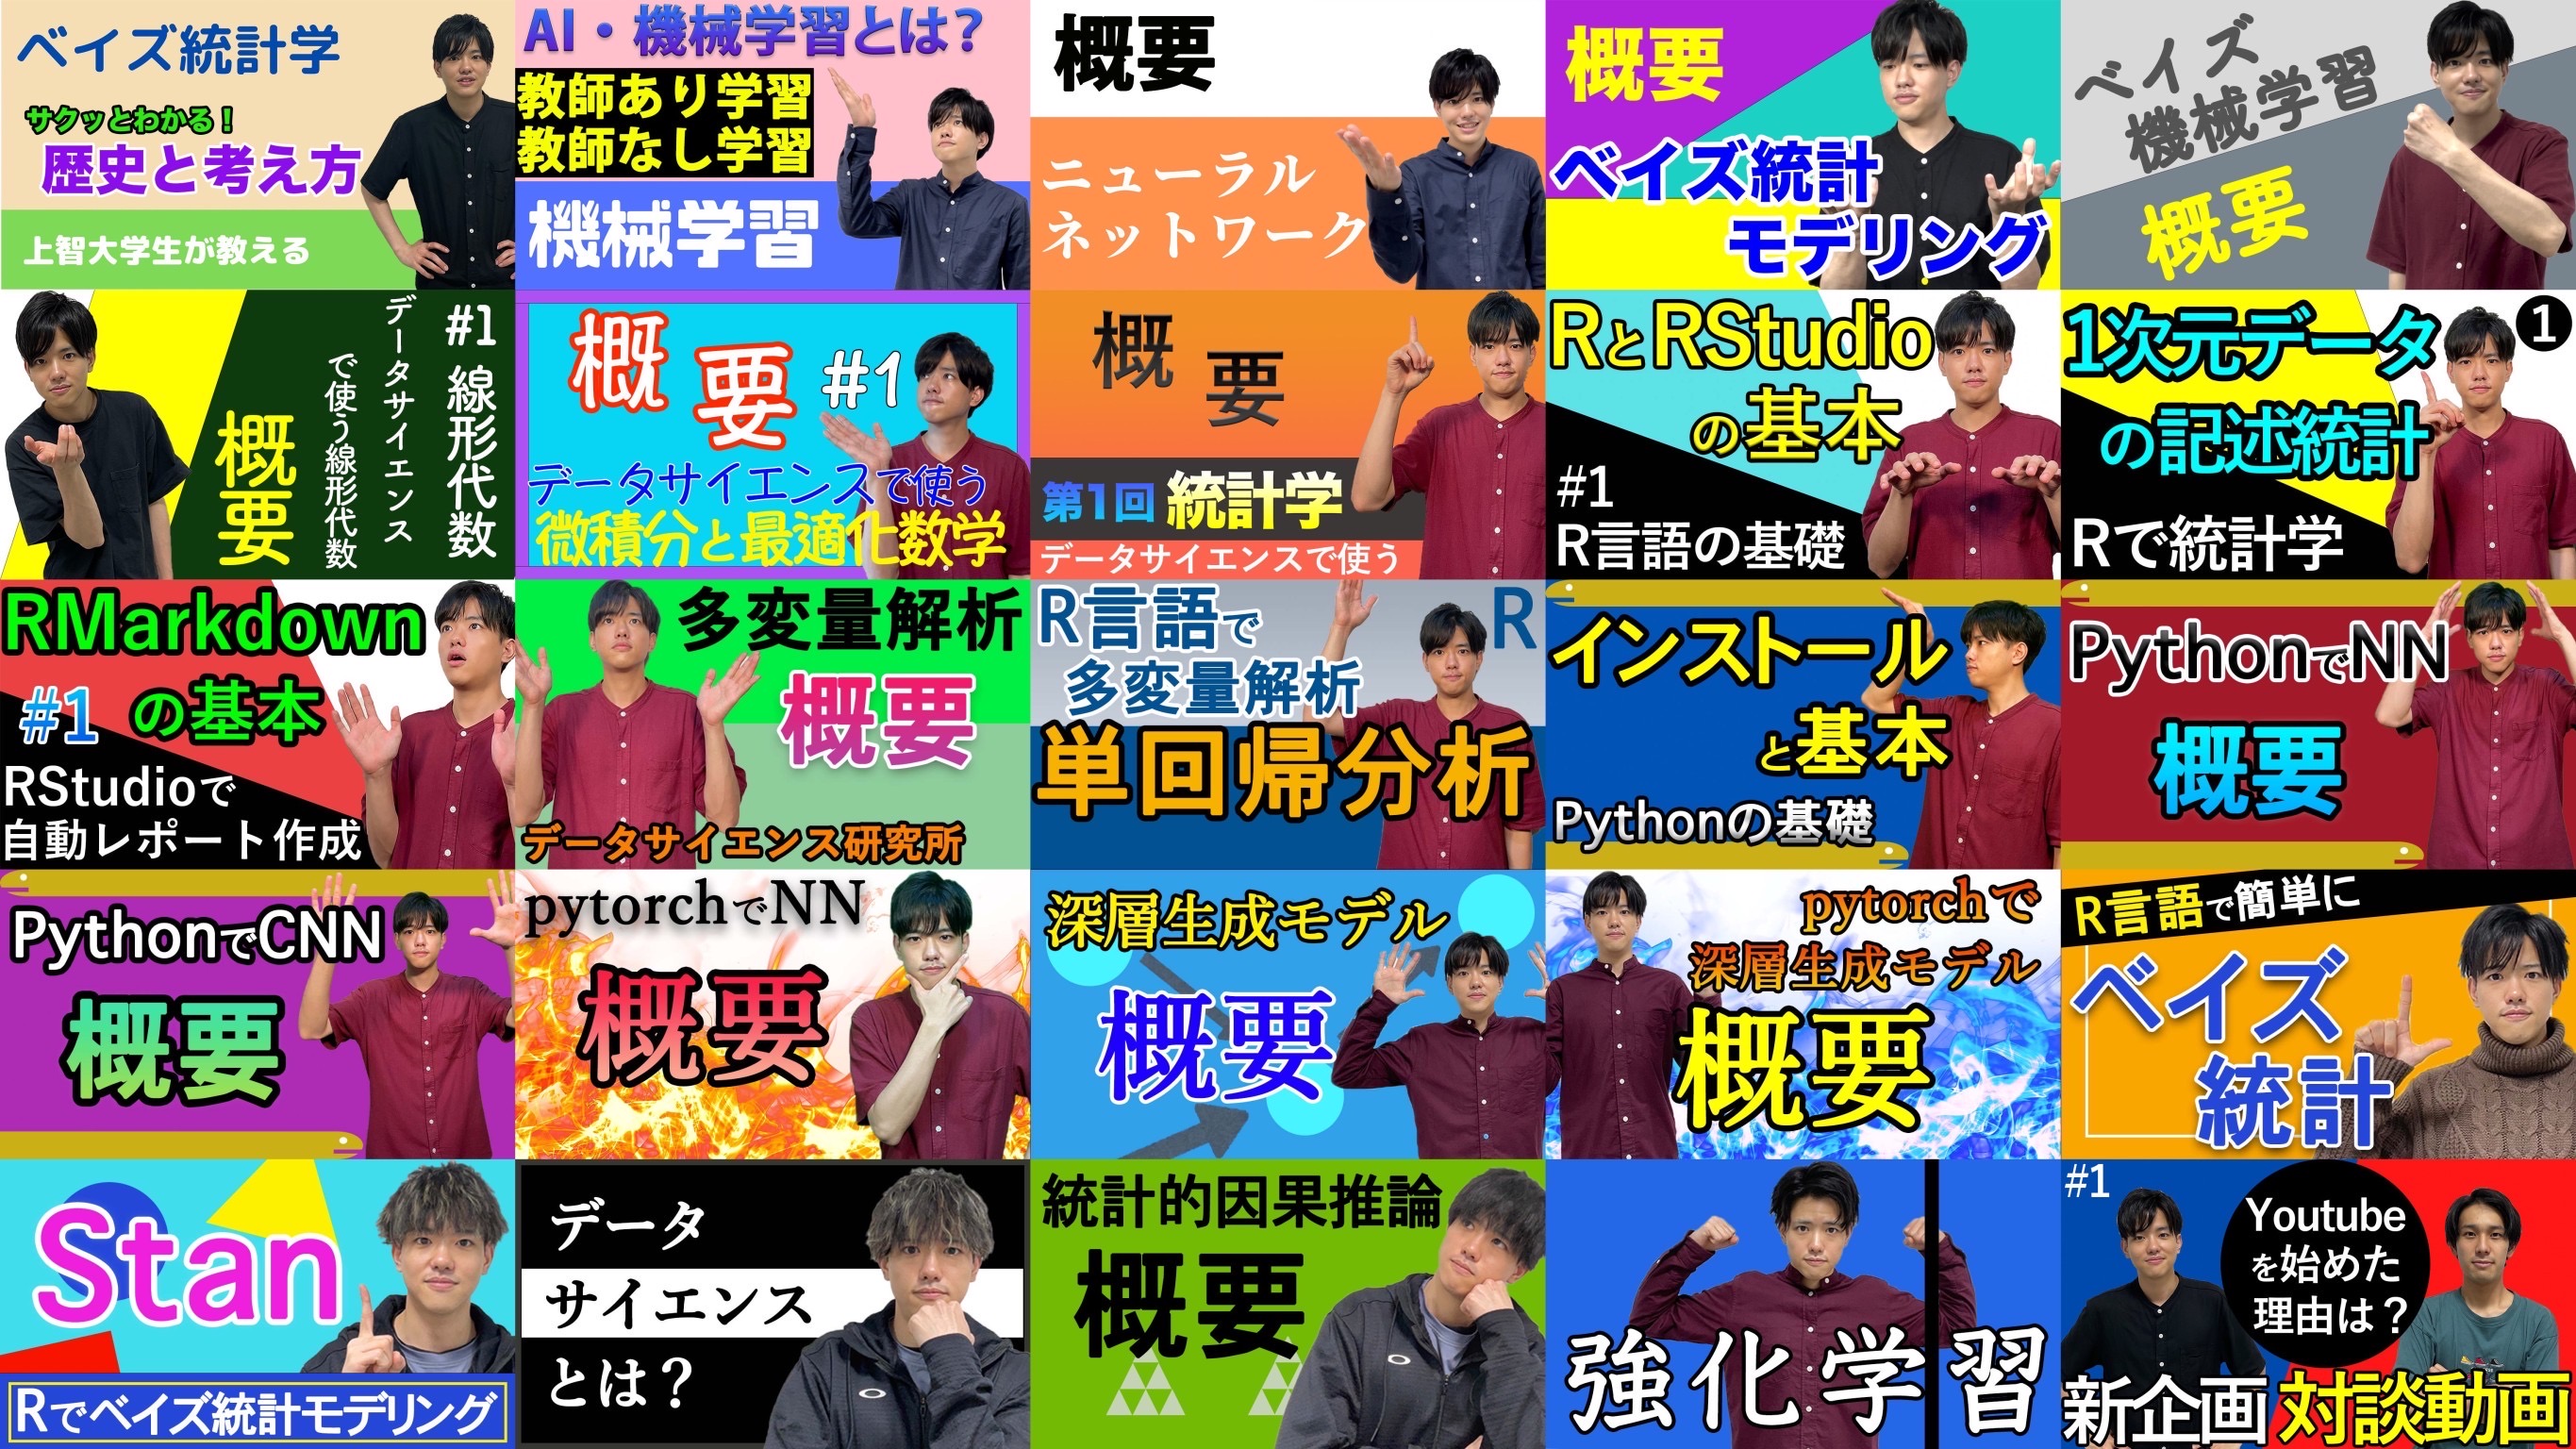 ベイズ統計学
サクッとわかる！
歴史と考え方
上智大学生が教える
AI・機械学習とは？
教師あり学習
教師なし学習
機械学習
概要
ニューラル
ネットワーク
概要
ベイズ統計
モデリング
ベイズ
機械学習
概要
#1 線形代数
データサイエンス
で使う線形代数
概要
概要 #1
データサイエンスで使う
微積分と最適化数学
概要
第1回 統計学
データサイエンスで使う
RとRStudio
の基本
#1
R言語の基礎
1次元データ
1
の記述統計
Rで統計学
RMarkdown
#1 の基本
RStudioで
自動レポート作成
多変量解析
概要
データサイエンス研究所
R言語で
R
多変量解析
単回帰分析
インストール
と基本
Pythonの基礎
PythonでNN
概要
PythonでCNN
概要
pytorchでNN
概要
深層生成モデル
概要
pytorchで
深層生成モデル
概要
R言語で簡単に
ベイズ
統計
Stan
Rでベイズ統計モデリング
データ
サイエンス
とは？
統計的因果推論
概要
強化学習
#1
Youtube
を始めた
理由は？
新企画 対談動画